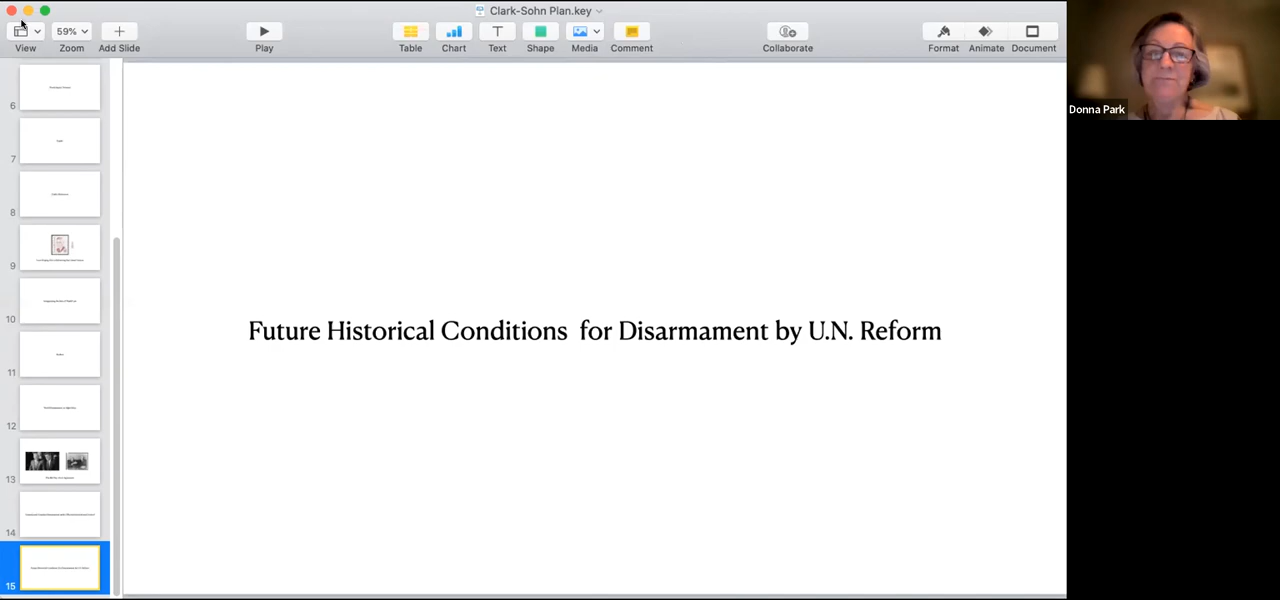 Clark-Sohn Plan.key
59%
View
Zoom
Add Slide
Play
Table
Chart
Text
Shape
Media
Comment
Collaborate
Format
Animate
Document
Donna Park
6
7
8
9
10
11
12
13
14
15
Future Historical Conditions  for Disarmament by U.N. Reform